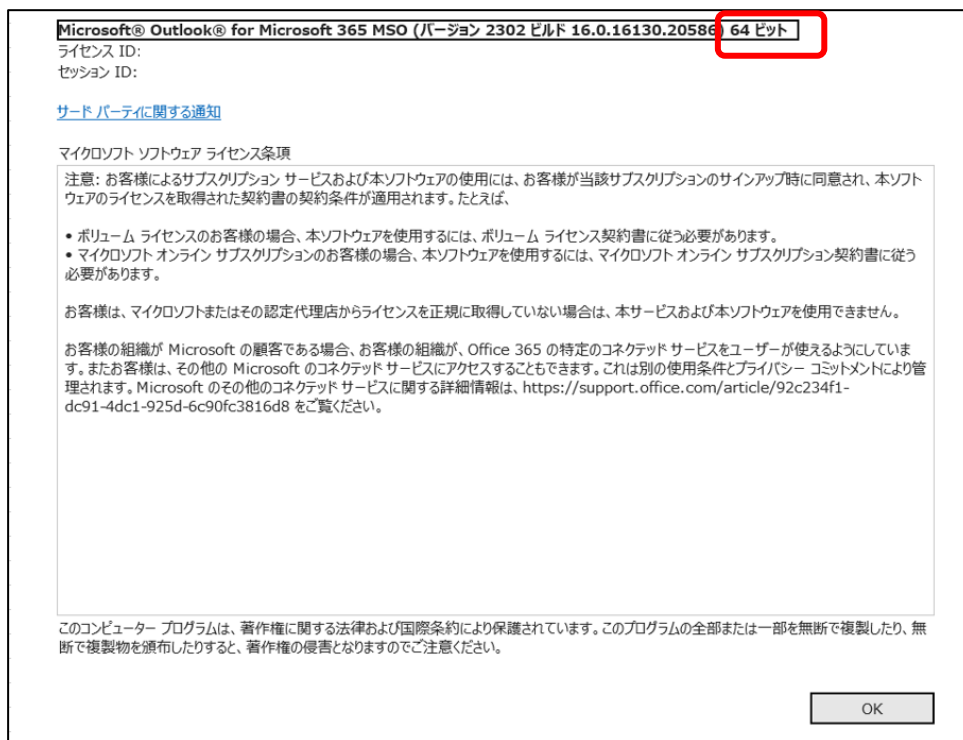 Microsoft® Outlook® for Microsoft 365 MSO (バージョン 2302 ビルド 16.0.16130.20586) 64 ビット
ライセンス ID:
セッション ID:
サード パーティに関する通知
マイクロソフト ソフトウェア ライセンス条項
注意: お客様によるサブスクリプション サービスおよび本ソフトウェアの使用には、お客様が当該サブスクリプションのサインアップ時に同意され、本ソフト
ウェアのライセンスを取得された契約書の契約条件が適用されます。たとえば、
• ボリューム ライセンスのお客様の場合、本ソフトウェアを使用するには、ボリューム ライセンス契約書に従う必要があります。
• マイクロソフト オンライン サブスクリプションのお客様の場合、本ソフトウェアを使用するには、マイクロソフト オンライン サブスクリプション契約書に従う
必要があります。
お客様は、マイクロソフトまたはその認定代理店からライセンスを正規に取得していない場合は、本サービスおよび本ソフトウェアを使用できません。
お客様の組織が Microsoft の顧客である場合、お客様の組織が、Office 365 の特定のコネクテッド サービスをユーザーが使えるようにしていま
す。またお客様は、その他の Microsoft のコネクテッド サービスにアクセスすることもできます。これは別の使用条件とプライバシー コミットメントにより管
理されます。Microsoft のその他のコネクテッド サービスに関する詳細情報は、https://support.office.com/article/92c234f1-
dc91-4dc1-925d-6c90fc3816d8 をご覧ください。
このコンピューター プログラムは、著作権に関する法律および国際条約により保護されています。このプログラムの全部または一部を無断で複製したり、無
断で複製物を頒布したりすると、著作権の侵害となりますのでご注意ください。
OK